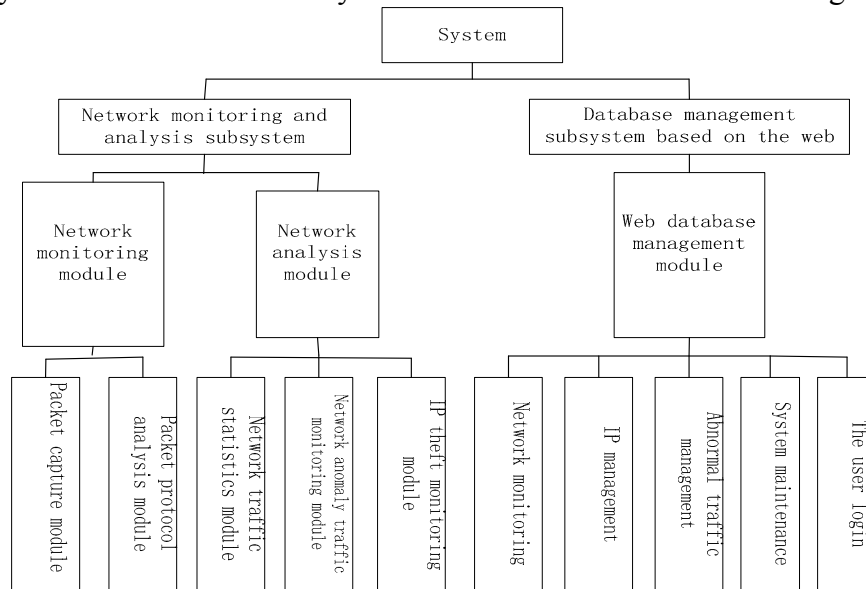 System
Network monitoring and
analysis subsystem
Database management
subsystem based on the web
Network
monitoring
module
Network
analysis
module
Web database
management
module
Packet capture module
Packet protocol
analysis module
Network traffic
statistics module
Network anomaly traffic
monitoring module
IP theft monitoring
module
Network monitoring
IP management
Abnormal traffic
management
System maintenance
The user login